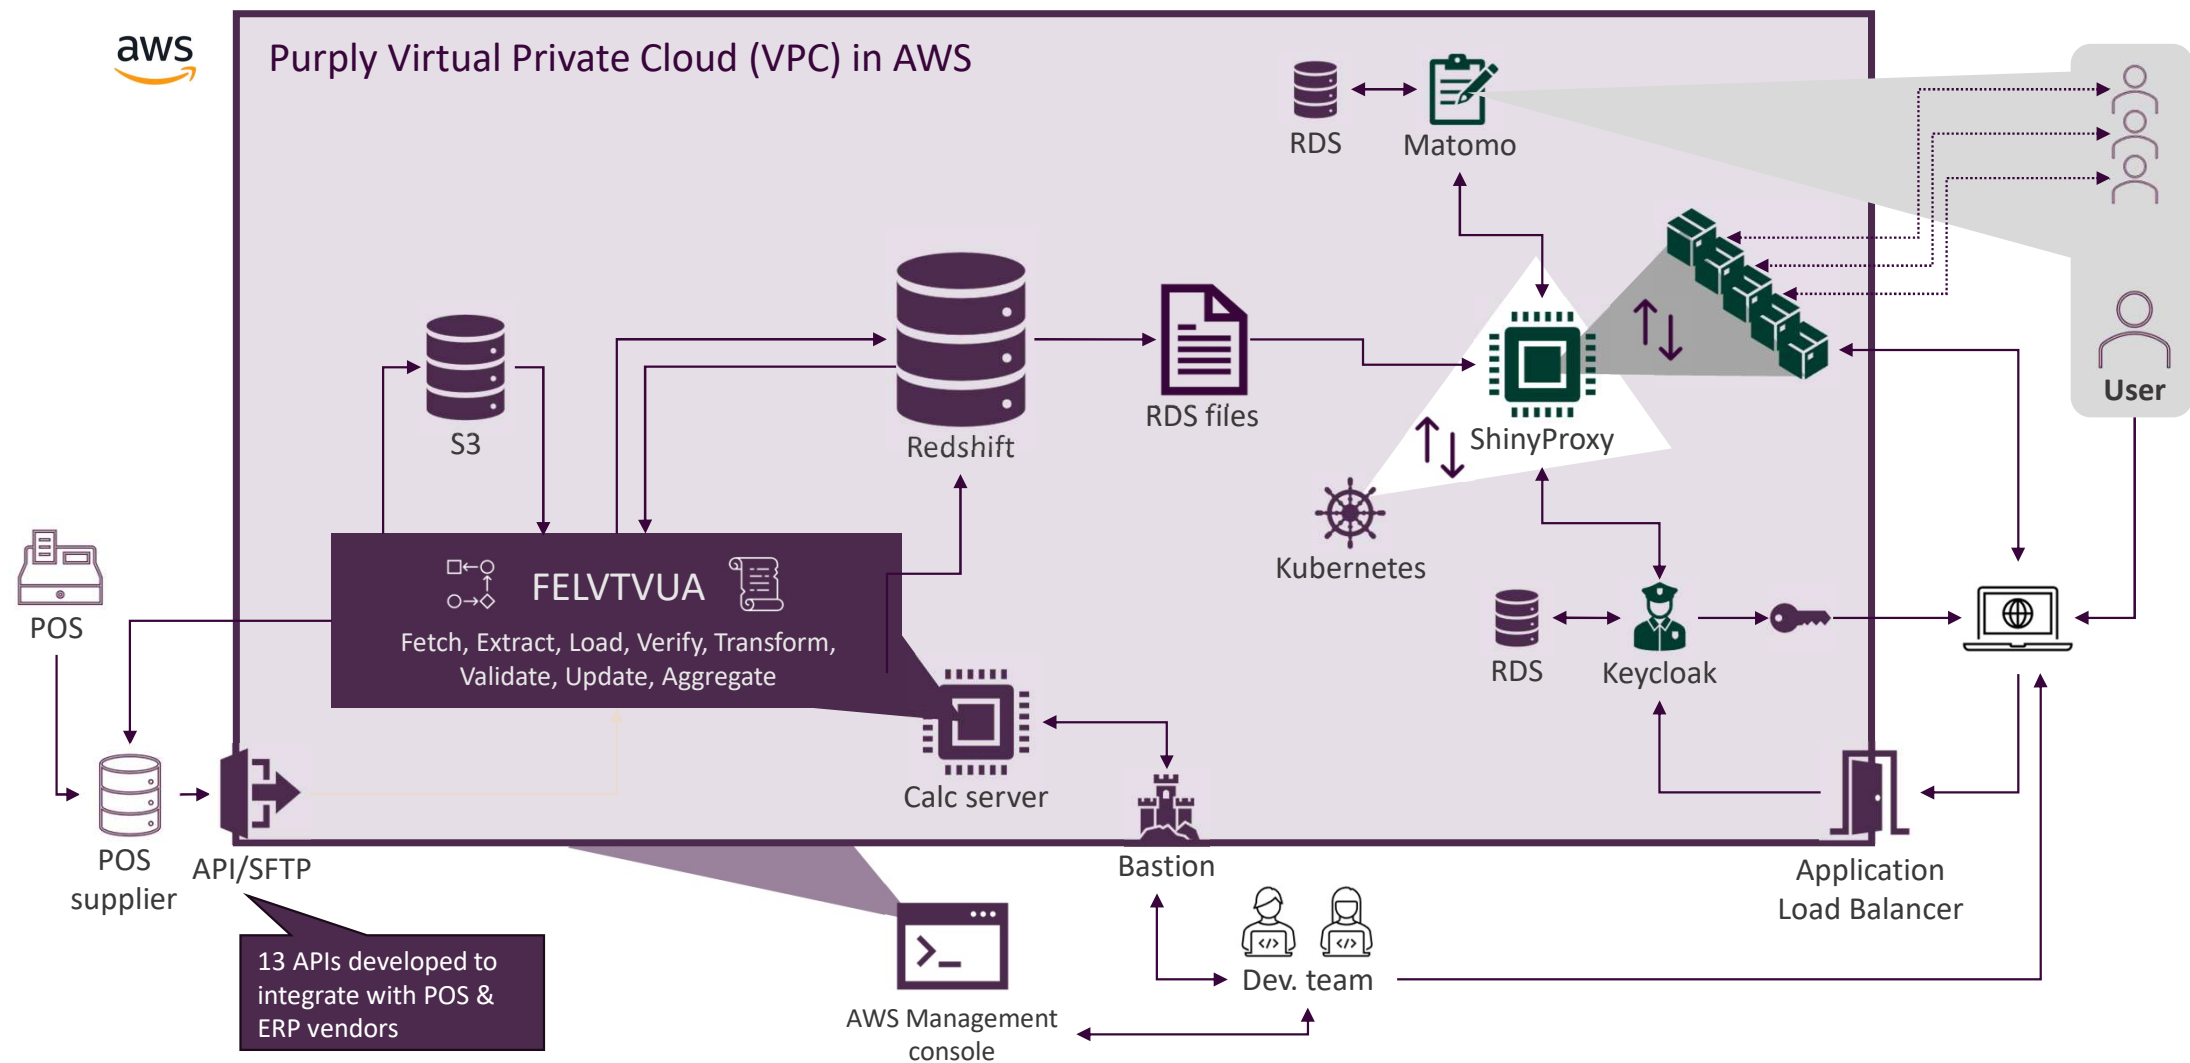 aws
Purply Virtual Private Cloud (VPC) in AWS
RDS
Matomo
User
S3
Redshift
RDS files
ShinyProxy
Kubernetes
POS
FELVTVUA
Fetch, Extract, Load, Verify, Transform,
Validate, Update, Aggregate
RDS
Keycloak
Calc server
POS
supplier
API/SFTP
Bastion
Application
Load Balancer
13 APIs developed to
integrate with POS &
ERP vendors
>_
</>
</>
Dev. team
AWS Management
console